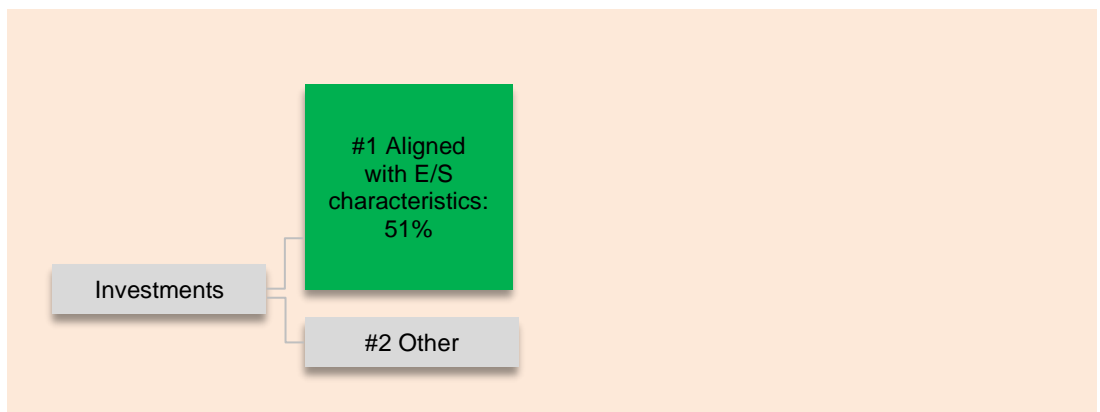 #1 Aligned
with E/S
characteristics:
51%
Investments
#2 Other